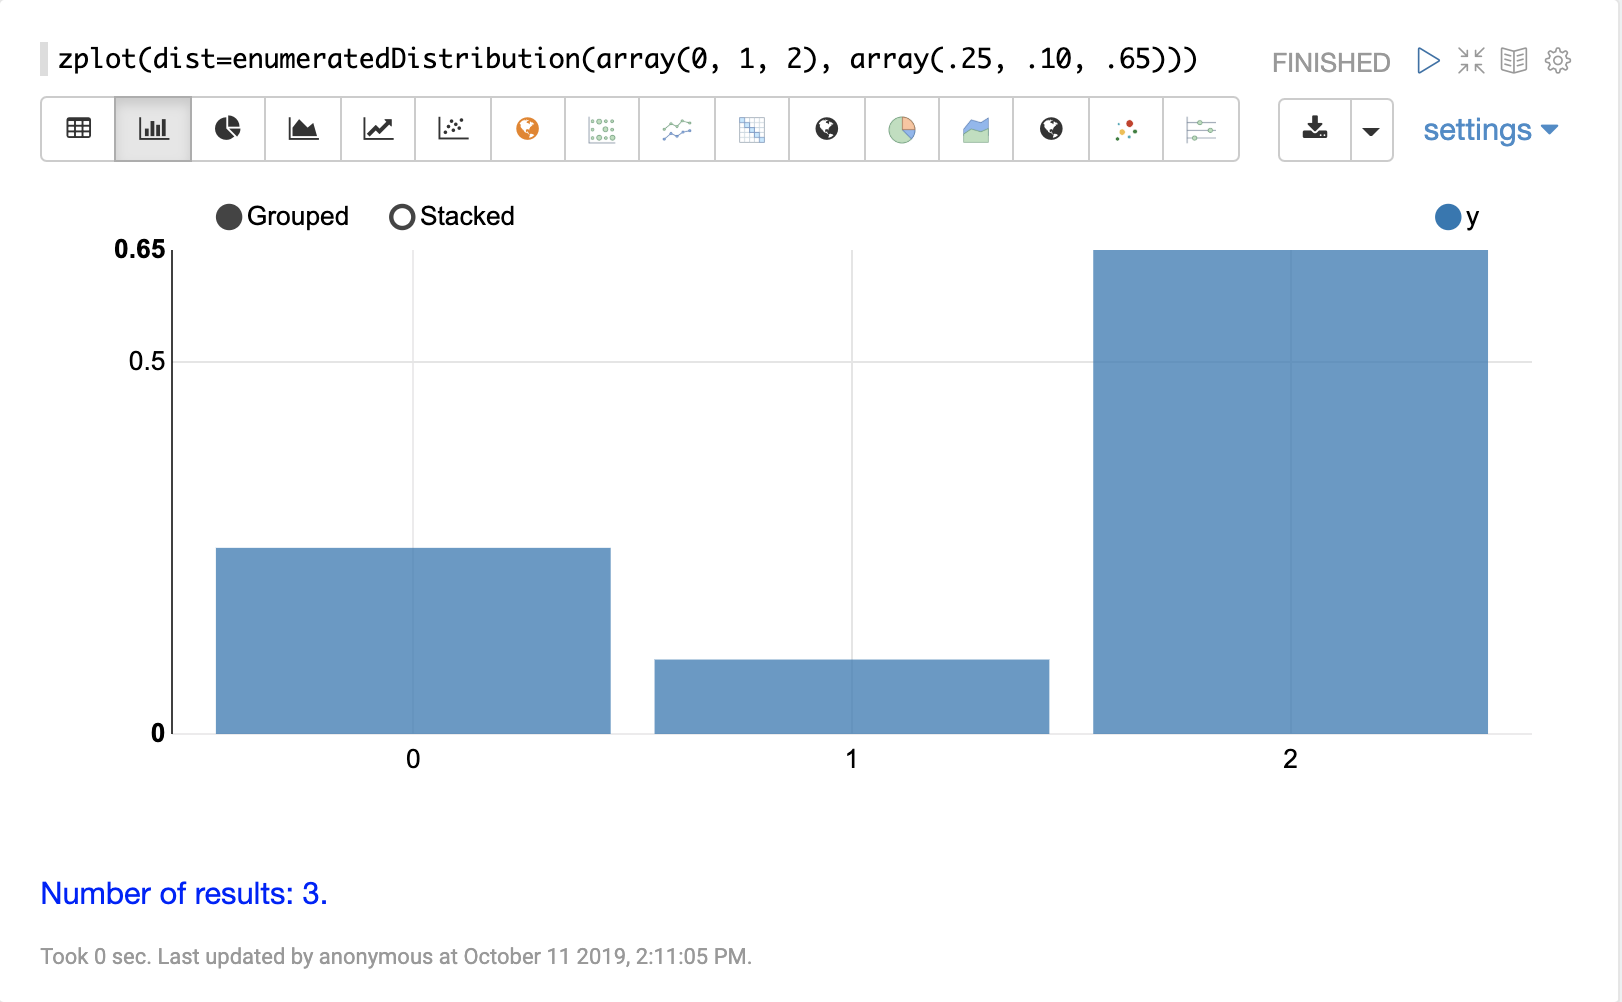 zplot(dist=enumeratedDistribution(array(0, 1, 2), array(.25, .10, .65)))
FINISHED
settings
Grouped Stacked
y
0.65
0.5
0
0 1 2
Number of results: 3.
Took 0 sec. Last updated by anonymous at October 11 2019, 2:11:05 PM.